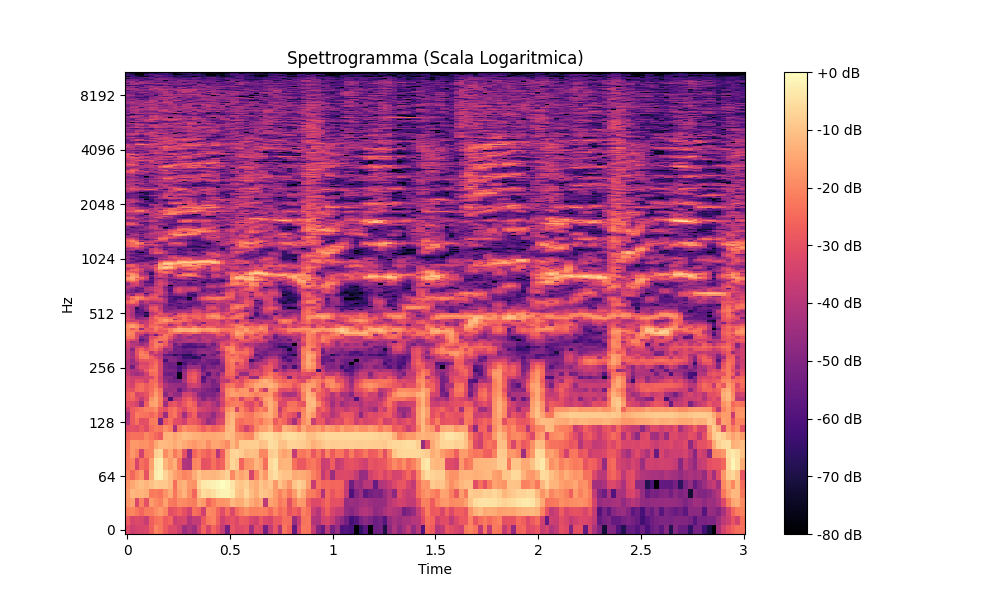 Spettrogramma (Scala Logaritmica)
8192
4096
2048
1024
512
256
128
64
0
Hz
0
0.5
1
1.5
2
2.5
3
Time
+0 dB
-10 dB
-20 dB
-30 dB
-40 dB
-50 dB
-60 dB
-70 dB
-80 dB